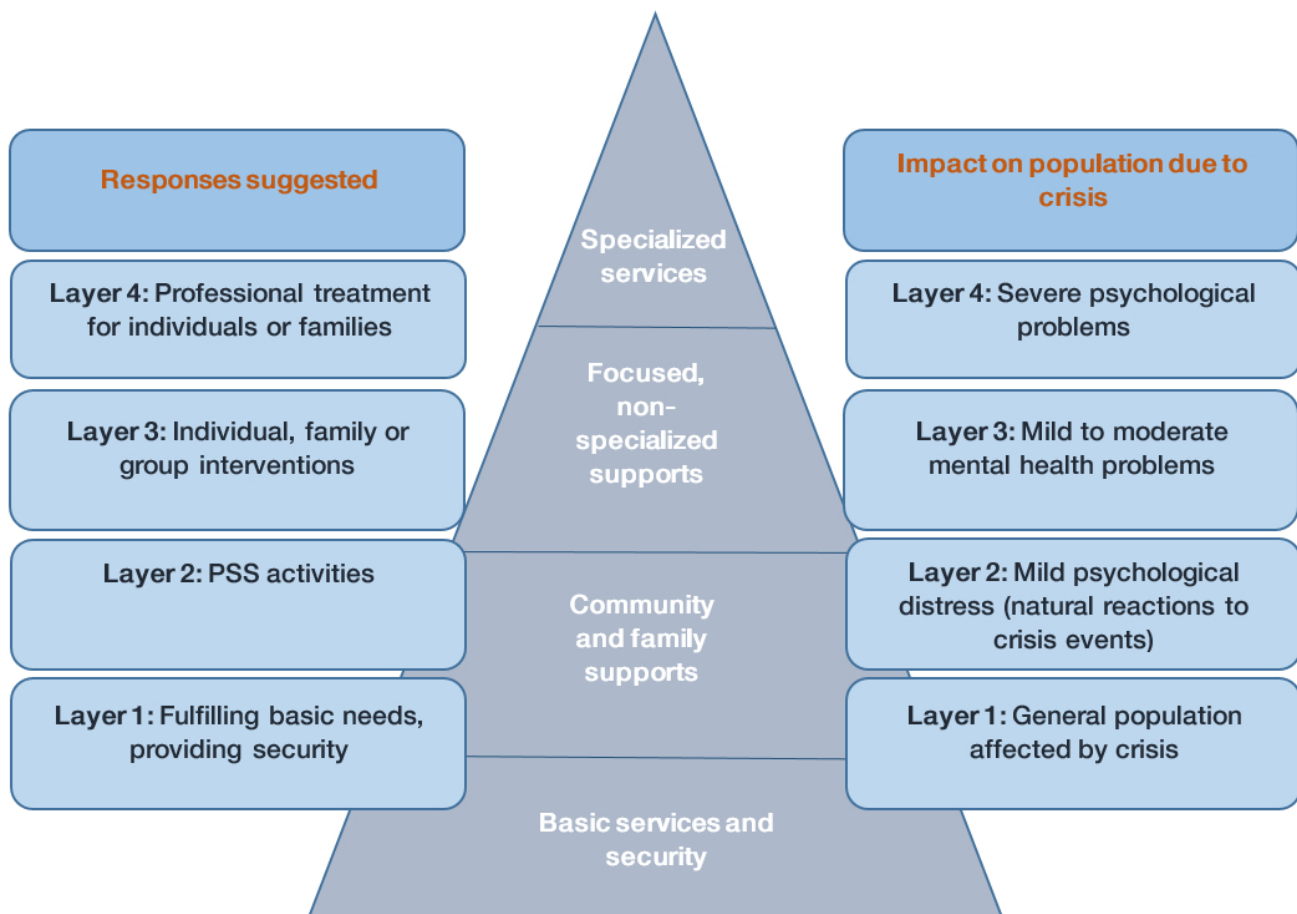 Responses suggested
Layer 4: Professional treatment
for individuals or families
Layer 3: Individual, family or
group interventions
Layer 2: PSS activities
Layer 1: Fulfilling basic needs,
providing security
Specialized
services
Focused,
non-
specialized
supports
Community
and family
supports
Basic services and
security
Impact on population due to
crisis
Layer 4: Severe psychological
problems
Layer 3: Mild to moderate
mental health problems
Layer 2: Mild psychological
distress (natural reactions to
crisis events)
Layer 1: General population
affected by crisis